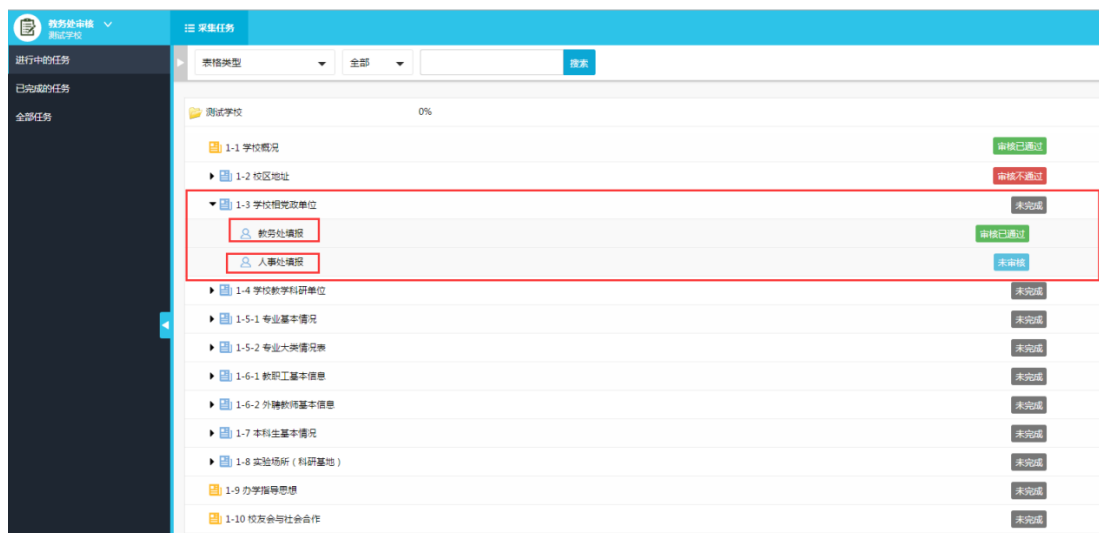 教务处审核
测试学校
采集任务
进行中的任务
已完成的任务
全部任务
表格类型 全部 搜索
测试学校 0%
1-1 学校概况 审核已通过
1-2 校区地址 审核不通过
1-3 学校相党政单位 未完成
教务处填报 审核已通过
人事处填报 未审核
1-4 学校教学科研单位 未完成
1-5-1 专业基本情况 未完成
1-5-2 专业大类情况表 未完成
1-6-1 教职工基本信息 未完成
1-6-2 外聘教师基本信息 未完成
1-7 本科生基本情况 未完成
1-8 实验场所（科研基地） 未完成
1-9 办学指导思想 未完成
1-10 校友会与社会合作 未完成